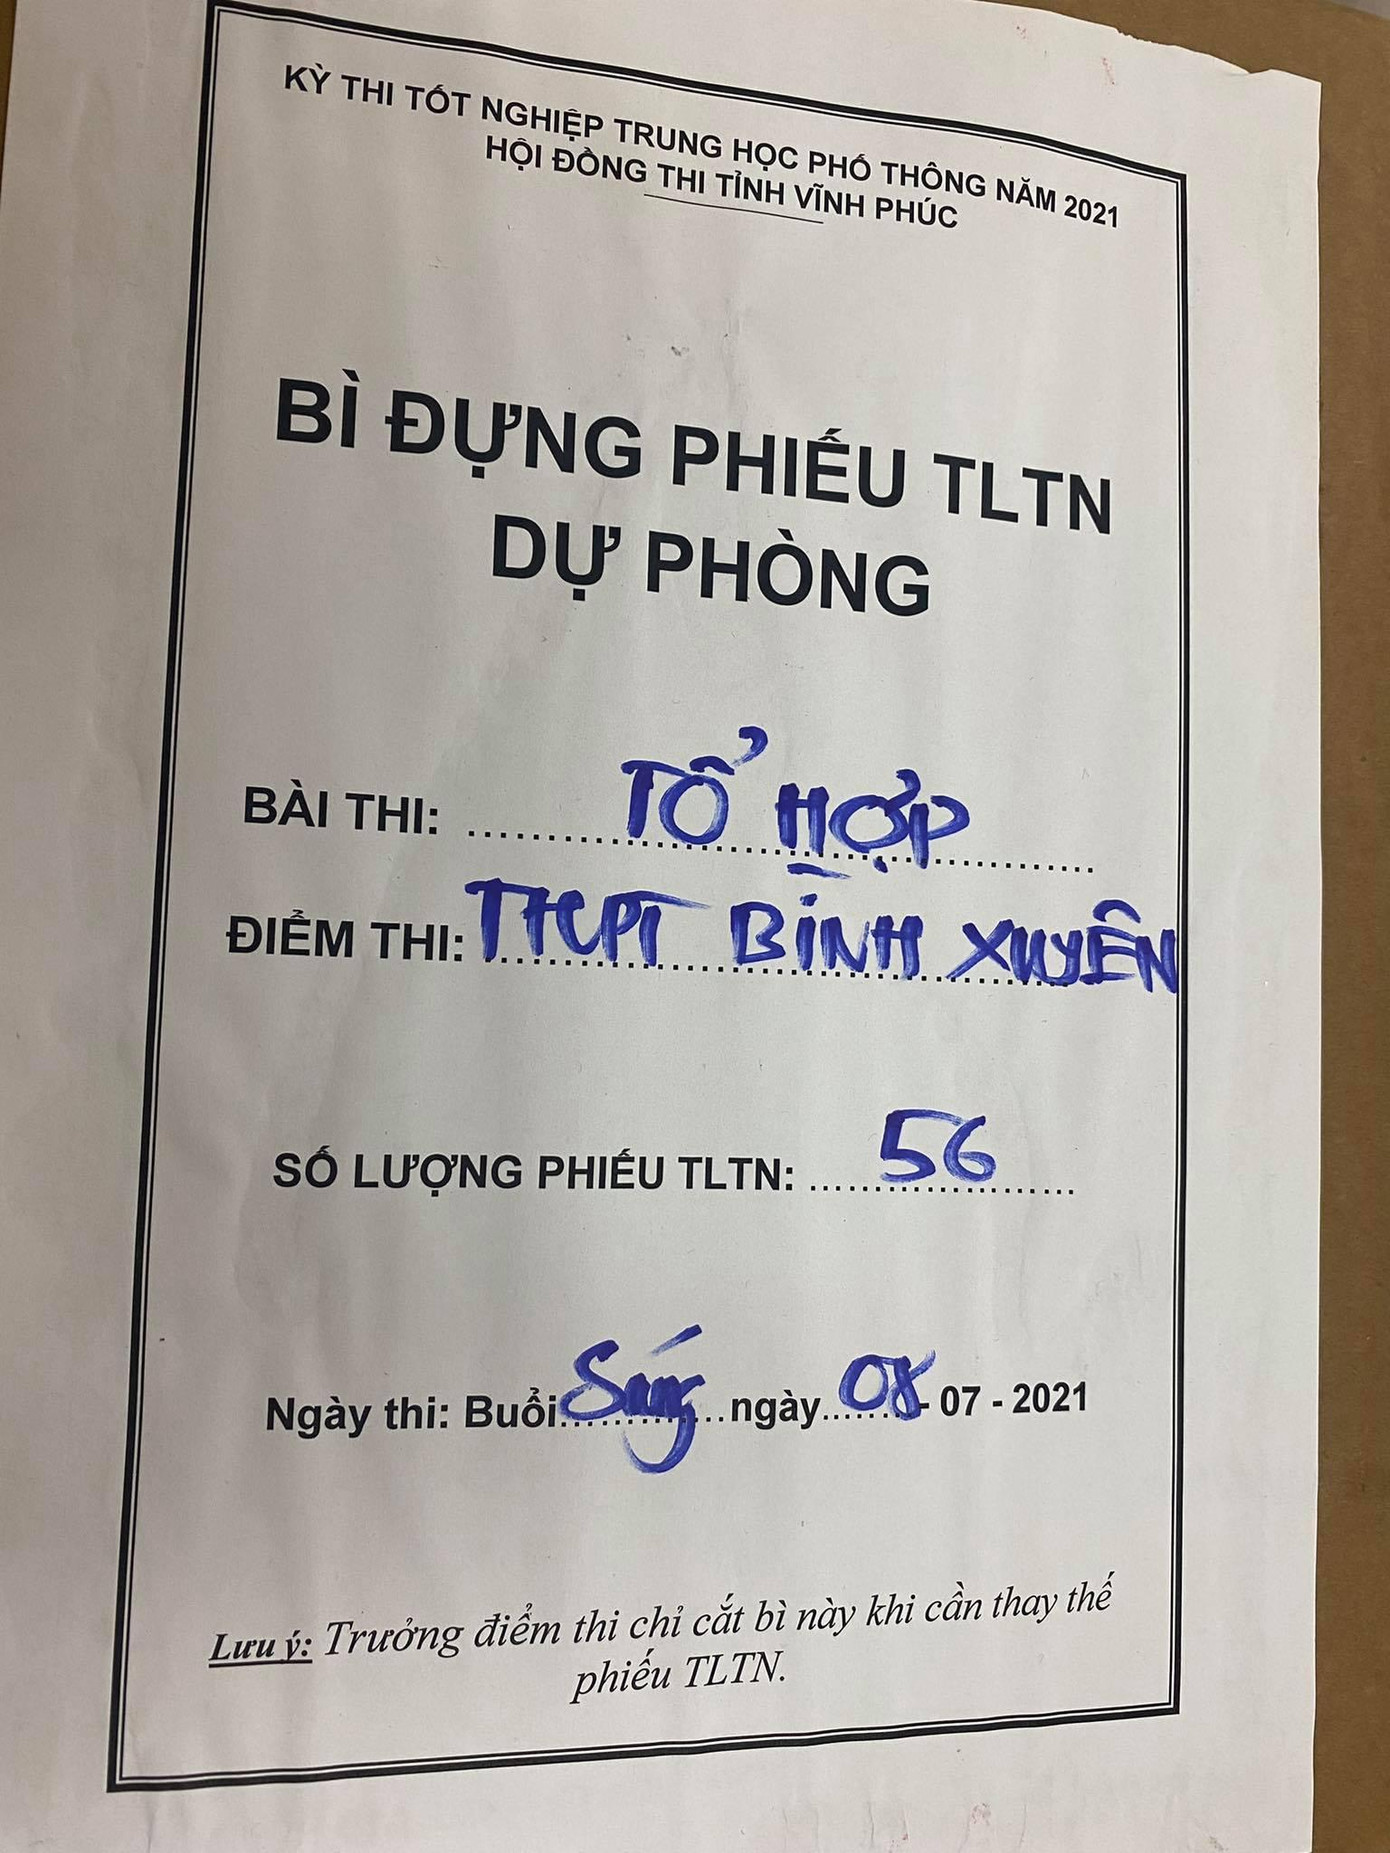 KỲ THI TỐT NGHIỆP TRUNG HỌC PHỔ THÔNG NĂM 2021
HỘI ĐỒNG THI TỈNH VĨNH PHÚC
BÌ ĐỰNG PHIẾU TLTN
DỰ PHÒNG
BÀI THI: TỔ HỢP
ĐIỂM THI: THPT BÌNH XUYÊN
SỐ LƯỢNG PHIẾU TLTN: 56
Ngày thi: Buổi Sáng ngày 08 - 07 - 2021
Lưu ý: Trưởng điểm thi chỉ cắt bì này khi cần thay thế
phiếu TLTN.